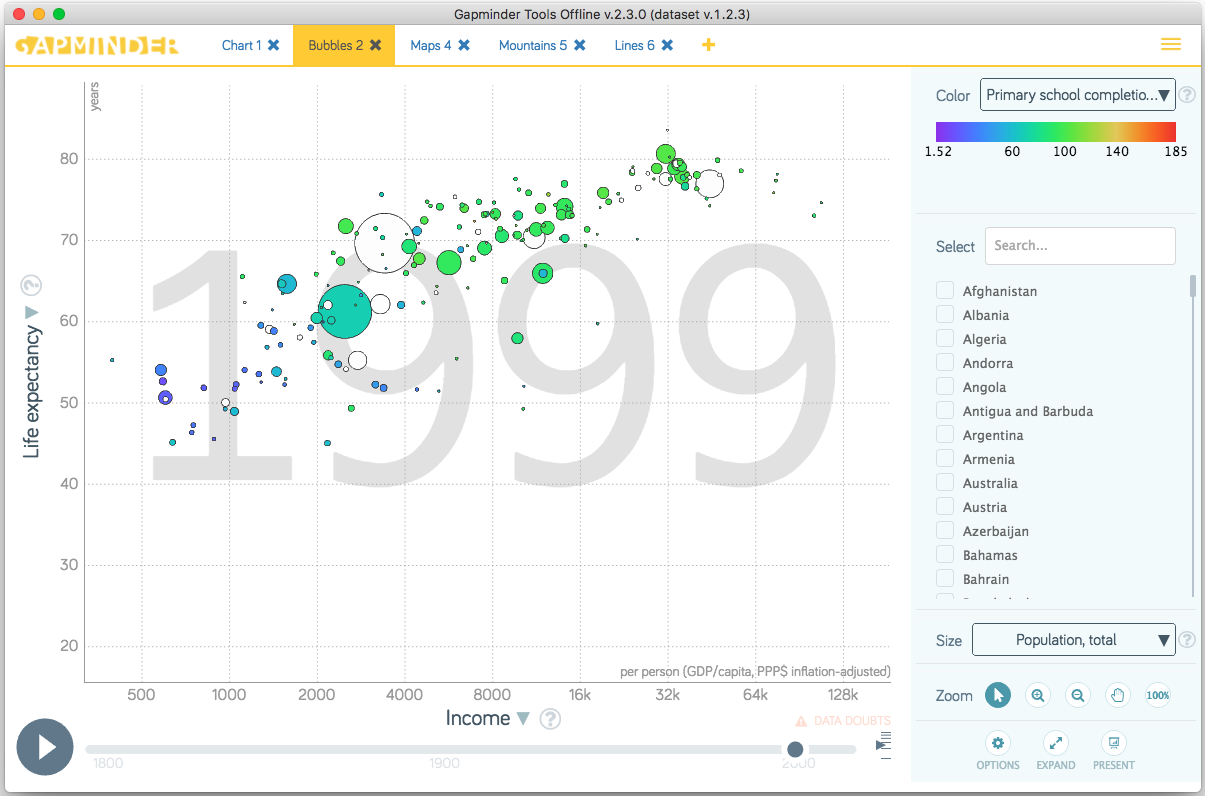 Gapminder Tools Offline v.2.3.0 (dataset v.1.2.3)
GAPMINDER
Chart 1 ✖ Bubbles 2 ✖ Maps 4 ✖ Mountains 5 ✖ Lines 6 ✖ +
years
80
70
60
50
40
30
20
Life expectancy ▼ ?
1999
per person (GDP/capita, PPP$ inflation-adjusted)
500 1000 2000 4000 8000 16k 32k 64k 128k
Income ▼ ?
DATA DOUBTS
1800 1900 2000
Color Primary school completio...▼ ?
1.52 60 100 140 185
Select Search...
Afghanistan
Albania
Algeria
Andorra
Angola
Antigua and Barbuda
Argentina
Armenia
Australia
Austria
Azerbaijan
Bahamas
Bahrain
Size Population, total ▼ ?
Zoom 100%
OPTIONS EXPAND PRESENT